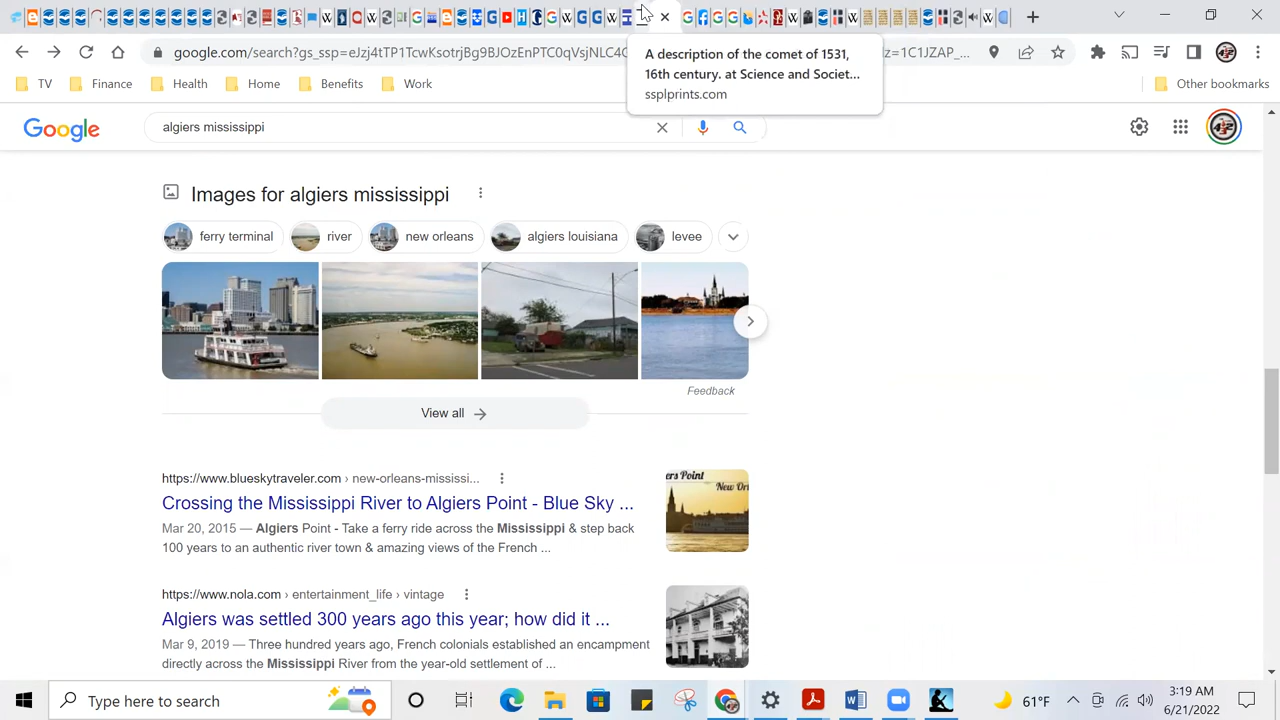 A description of the comet of 1531,
16th century. at Science and Societ...
ssplprints.com
google.com/search?gs_ssp=eJzj4tTP1TcwKsotrjBg9BJOzEnPTC0qVsjNLC4C
z=1C1JZAP_...
TV
Finance
Health
Home
Benefits
Work
Other bookmarks
Google
algiers mississippi
Images for algiers mississippi
ferry terminal
river
new orleans
algiers louisiana
levee
Feedback
View all
https://www.blueskytraveler.com › new-orleans-mississi...
Crossing the Mississippi River to Algiers Point - Blue Sky ...
Mar 20, 2015 — Algiers Point - Take a ferry ride across the Mississippi & step back
100 years to an authentic river town & amazing views of the French ...
ers Point
New Or
https://www.nola.com › entertainment_life › vintage
Algiers was settled 300 years ago this year; how did it ...
Mar 9, 2019 — Three hundred years ago, French colonials established an encampment
directly across the Mississippi River from the year-old settlement of ...
Type here to search
61°F
3:19 AM
6/21/2022